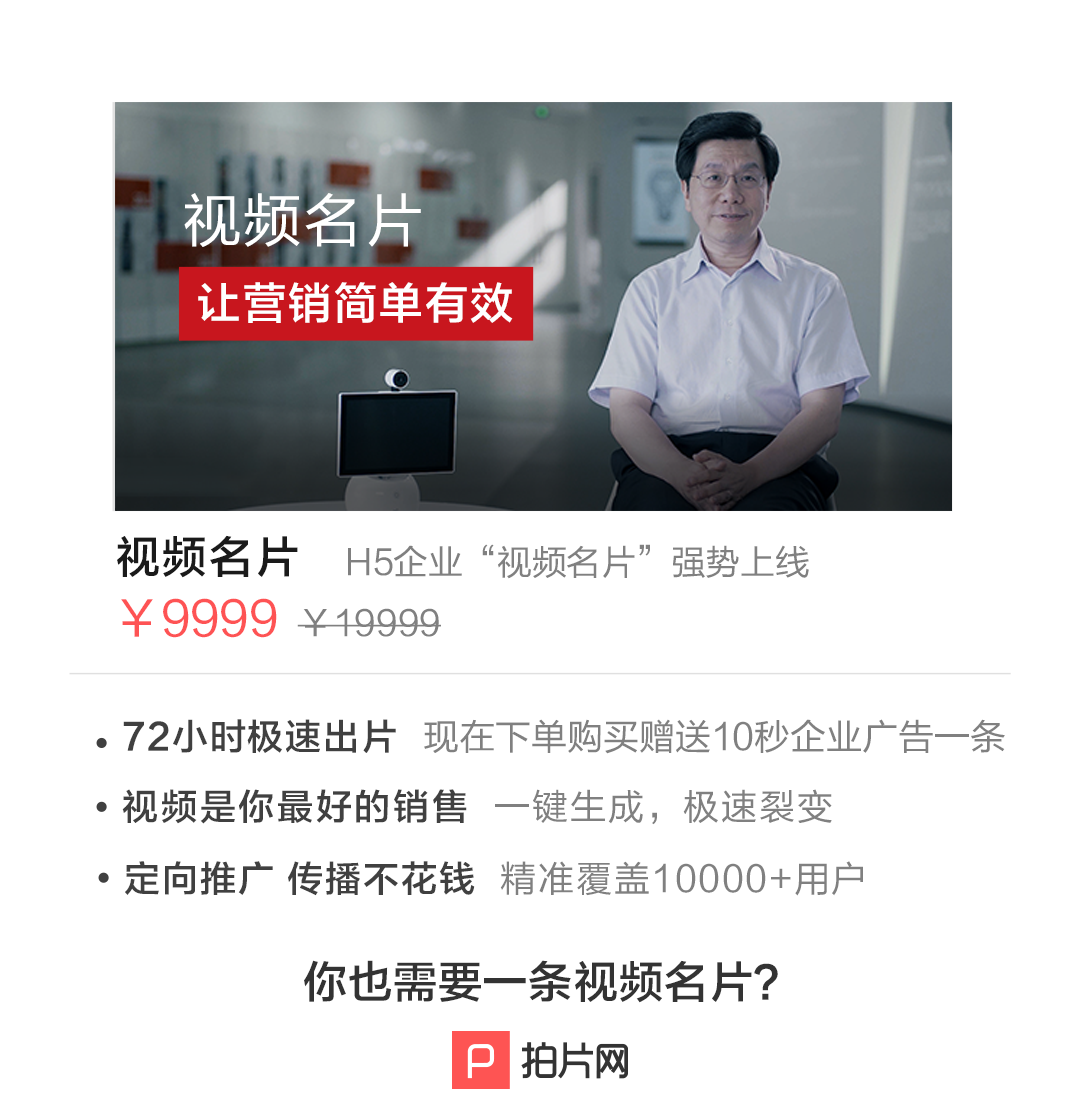 视频名片
让营销简单有效
视频名片 H5企业“视频名片”强势上线
￥9999 ￥19999
• 72小时极速出片 现在下单购买赠送10秒企业广告一条
• 视频是你最好的销售 一键生成，极速裂变
• 定向推广 传播不花钱 精准覆盖10000+用户
你也需要一条视频名片?
拍片网